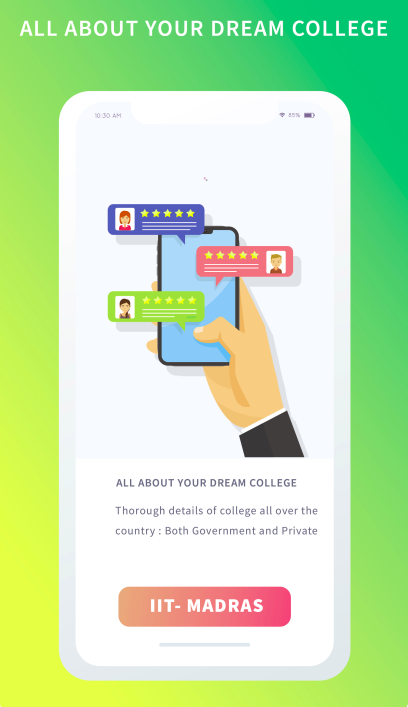 ALL ABOUT YOUR DREAM COLLEGE
10:30 AM
85%
ALL ABOUT YOUR DREAM COLLEGE
Thorough details of college all over the
country : Both Government and Private
IIT- MADRAS